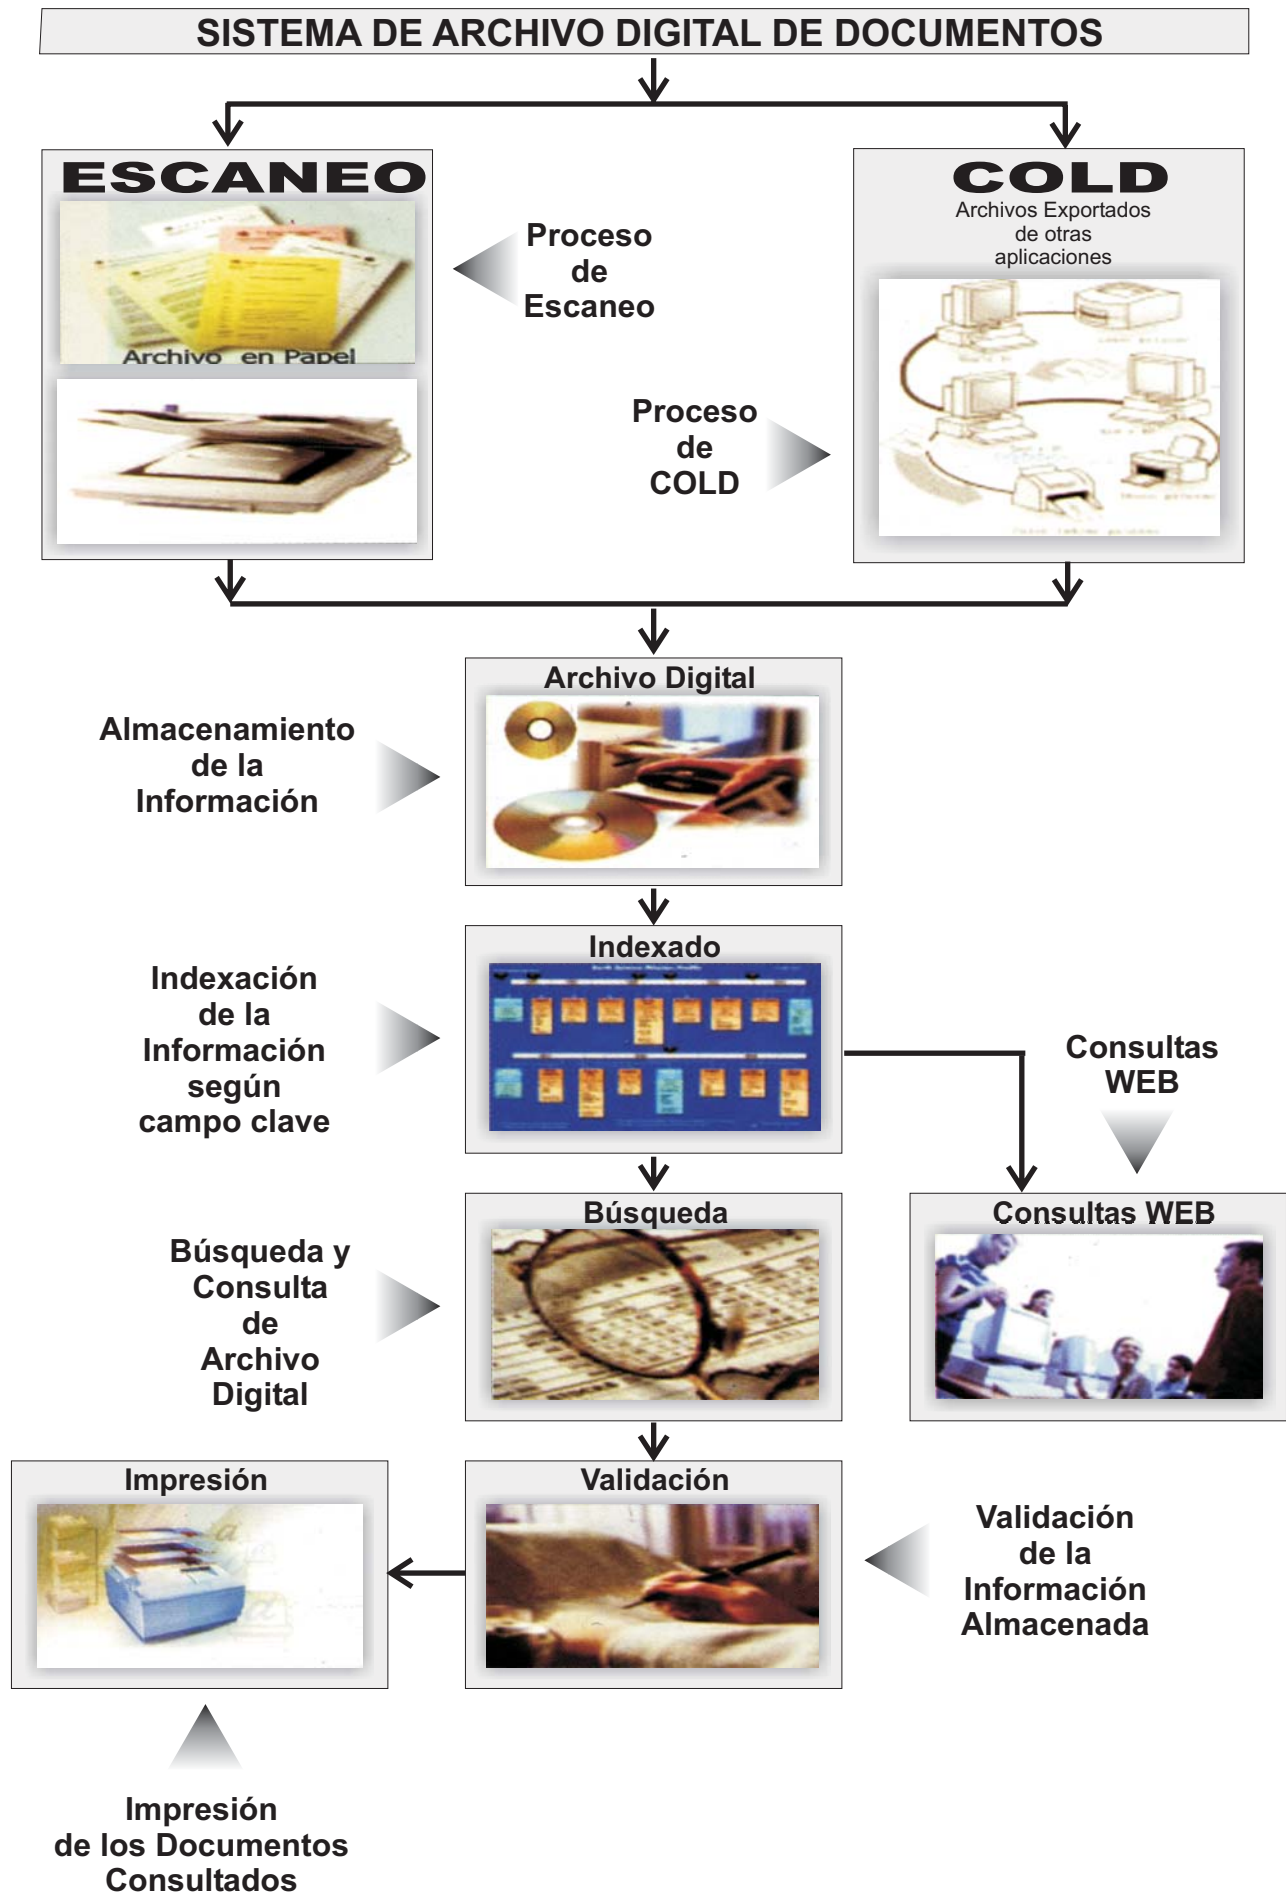 SISTEMA DE ARCHIVO DIGITAL DE DOCUMENTOS
ESCANEO
Archivo en Papel
Proceso
de
Escaneo
COLD
Archivos Exportados
de otras
aplicaciones
Proceso
de
COLD
Archivo Digital
Almacenamiento
de la
Información
Indexado
Indexación
de la
Información
según
campo clave
Consultas
WEB
Búsqueda
Búsqueda y
Consulta
de
Archivo
Digital
Consultas WEB
Impresión
Validación
Validación
de la
Información
Almacenada
Impresión
de los Documentos
Consultados